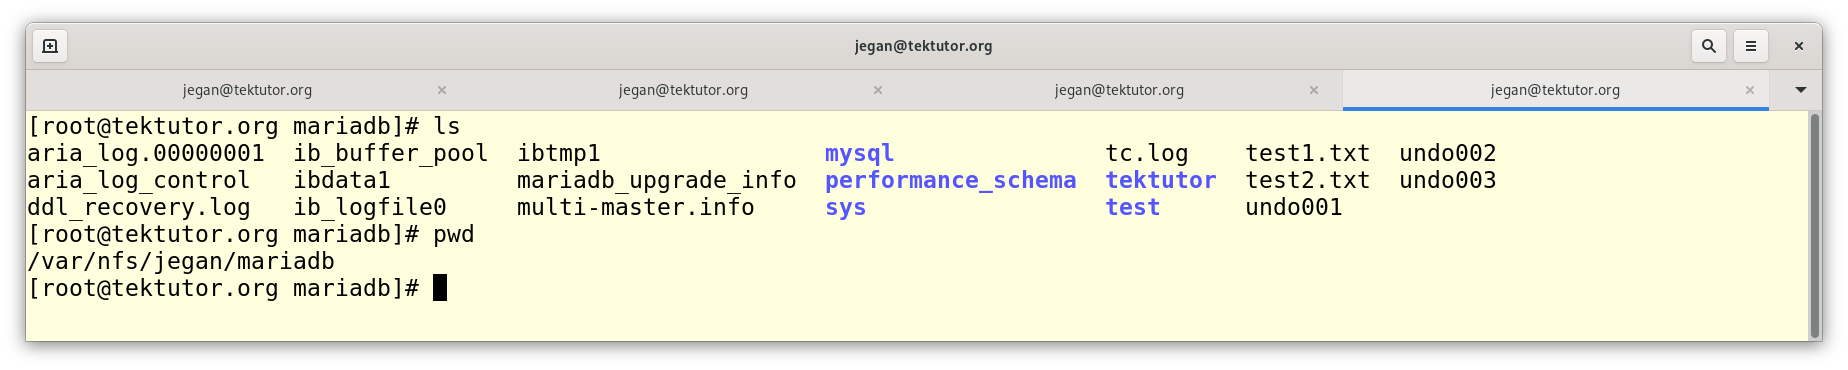 jegan@tektutor.org
jegan@tektutor.org jegan@tektutor.org jegan@tektutor.org jegan@tektutor.org
[root@tektutor.org mariadb]# ls
aria_log.00000001  ib_buffer_pool  ibtmp1                mysql               tc.log    test1.txt  undo002
aria_log_control   ibdata1         mariadb_upgrade_info  performance_schema  tektutor  test2.txt  undo003
ddl_recovery.log   ib_logfile0     multi-master.info     sys                 test      undo001
[root@tektutor.org mariadb]# pwd
/var/nfs/jegan/mariadb
[root@tektutor.org mariadb]#